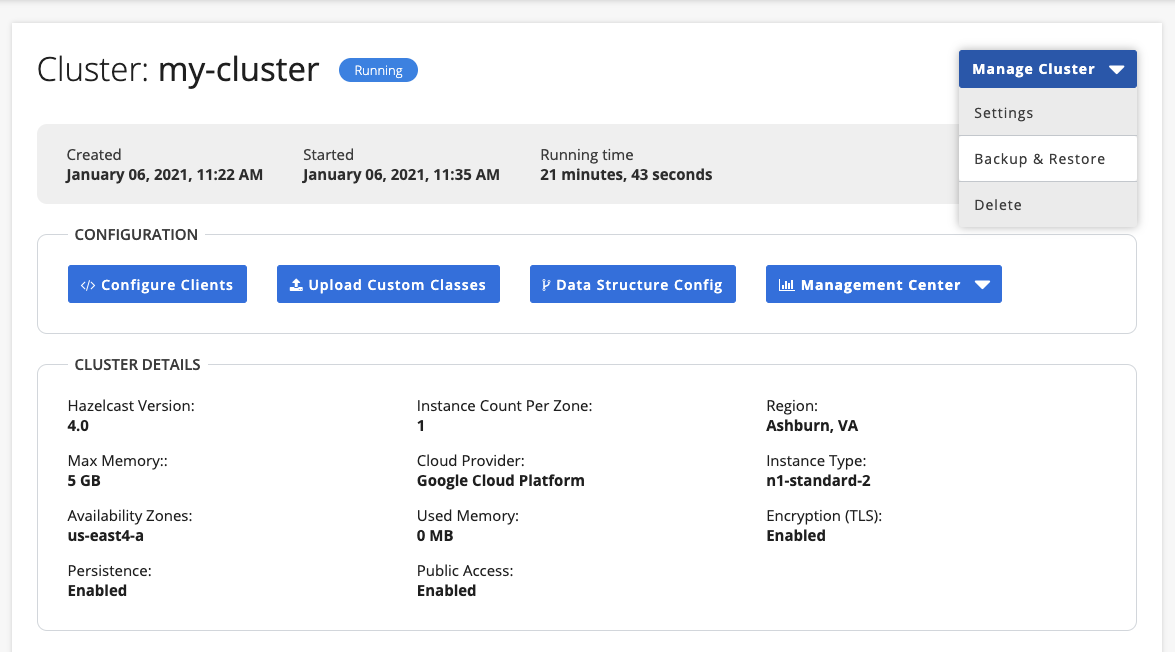 Cluster: my-cluster
Running
Manage Cluster
Settings
Backup & Restore
Delete
Created
January 06, 2021, 11:22 AM
Started
January 06, 2021, 11:35 AM
Running time
21 minutes, 43 seconds
CONFIGURATION
</> Configure Clients
Upload Custom Classes
Data Structure Config
Management Center
CLUSTER DETAILS
Hazelcast Version:
4.0
Instance Count Per Zone:
1
Region:
Ashburn, VA
Max Memory::
5 GB
Cloud Provider:
Google Cloud Platform
Instance Type:
n1-standard-2
Availability Zones:
us-east4-a
Used Memory:
0 MB
Encryption (TLS):
Enabled
Persistence:
Enabled
Public Access:
Enabled